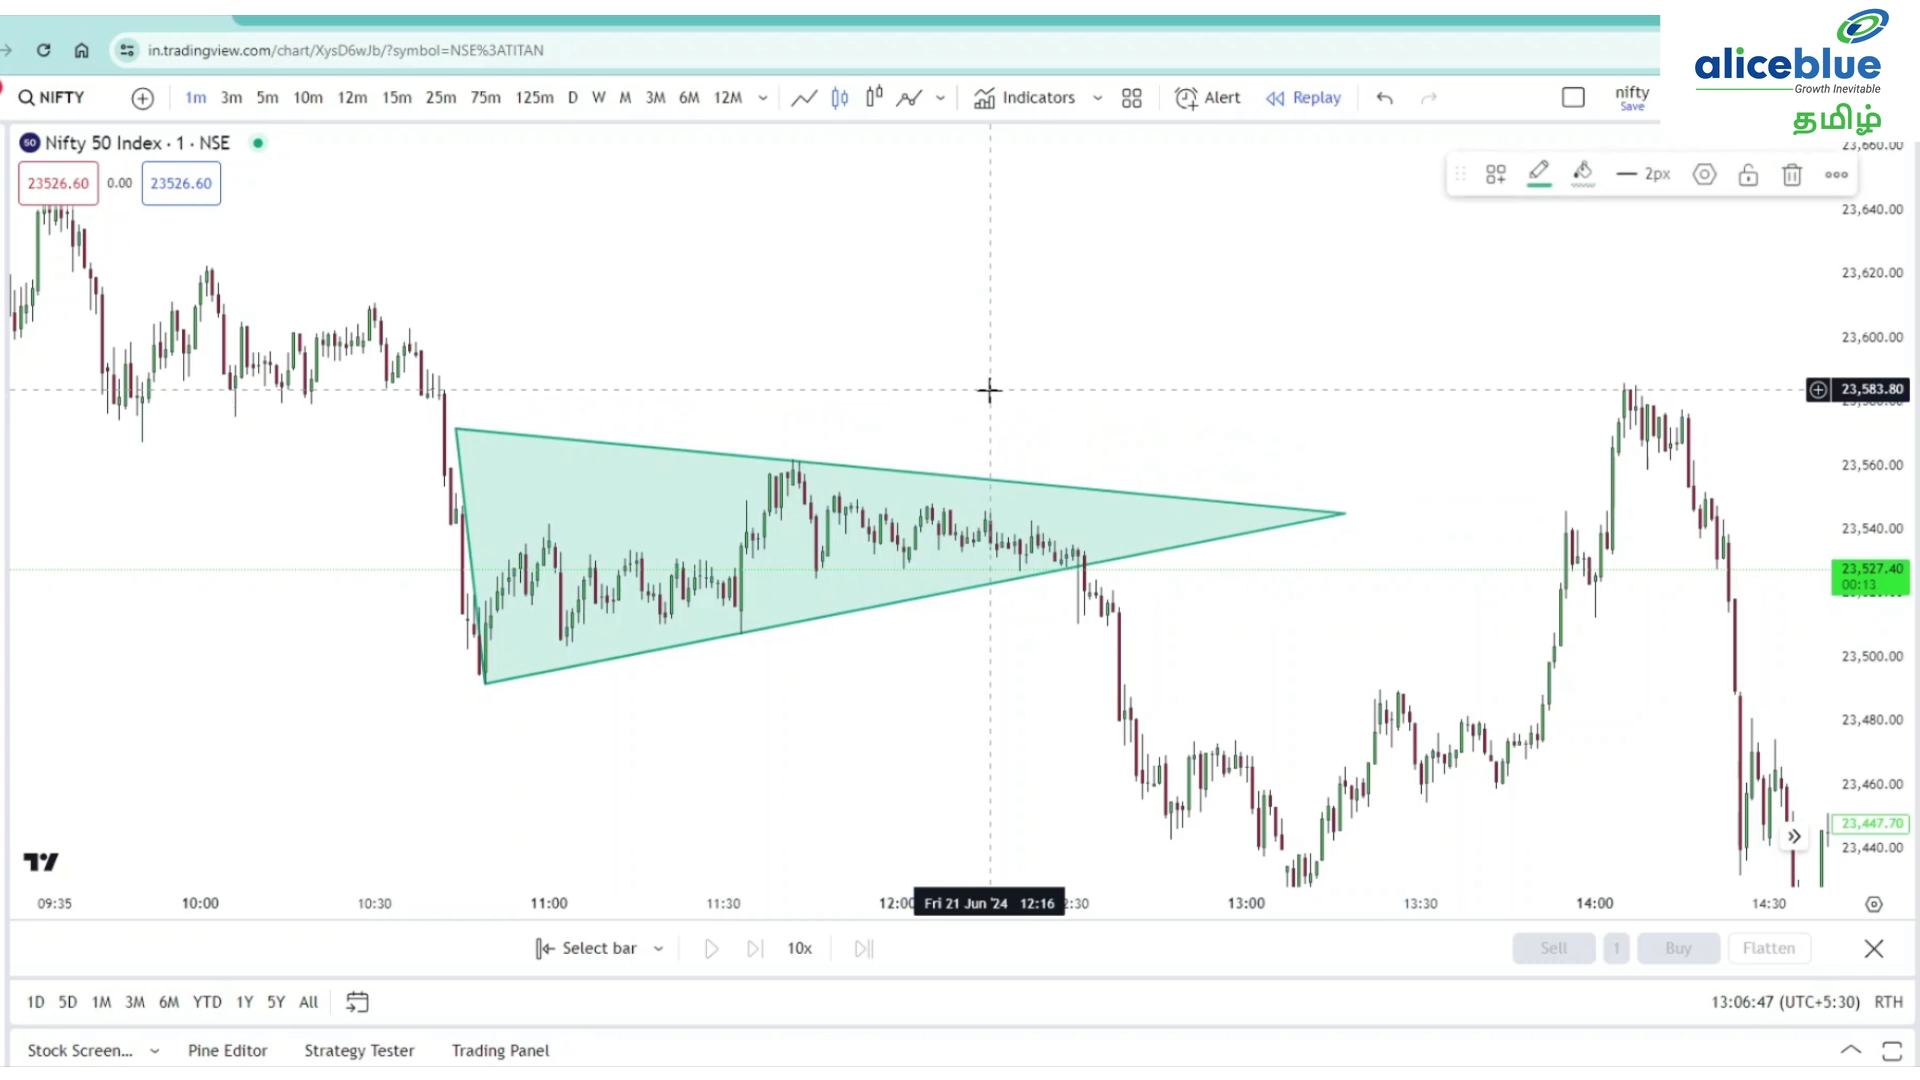 in.tradingview.com/chart/XysD6wJb/?symbol=NSE%3ATITAN
aliceblue
Growth Inevitable
தமிழ்
NIFTY 1m 3m 5m 10m 12m 15m 25m 75m 125m D W M 3M 6M 12M Indicators Alert Replay nifty
Save
50 Nifty 50 Index · 1 · NSE
23526.60 0.00 23526.60
2px
23,660.00
23,640.00
23,620.00
23,600.00
23,583.80
23,560.00
23,540.00
23,527.40
00:13
23,500.00
23,480.00
23,460.00
23,447.70
23,440.00
09:35 10:00 10:30 11:00 11:30 12:00 Fri 21 Jun '24 12:16 2:30 13:00 13:30 14:00 14:30
Select bar 10x Sell 1 Buy Flatten
1D 5D 1M 3M 6M YTD 1Y 5Y All 13:06:47 (UTC+5:30) RTH
Stock Screen... Pine Editor Strategy Tester Trading Panel